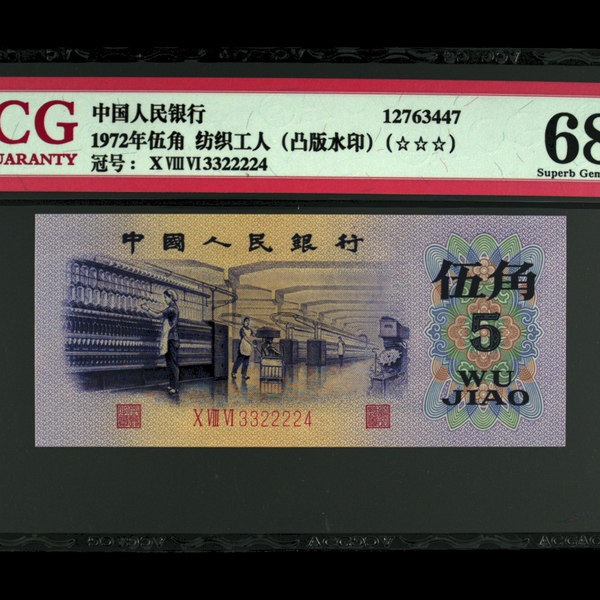 CG
UARANTY
中国人民银行 12763447
1972年伍角 纺织工人（凸版水印）(☆☆☆) 68
冠号：X VIII VI 3322224 Superb Gem
中國人民銀行
伍角
5
WU
JIAO
X VIII VI 3322224